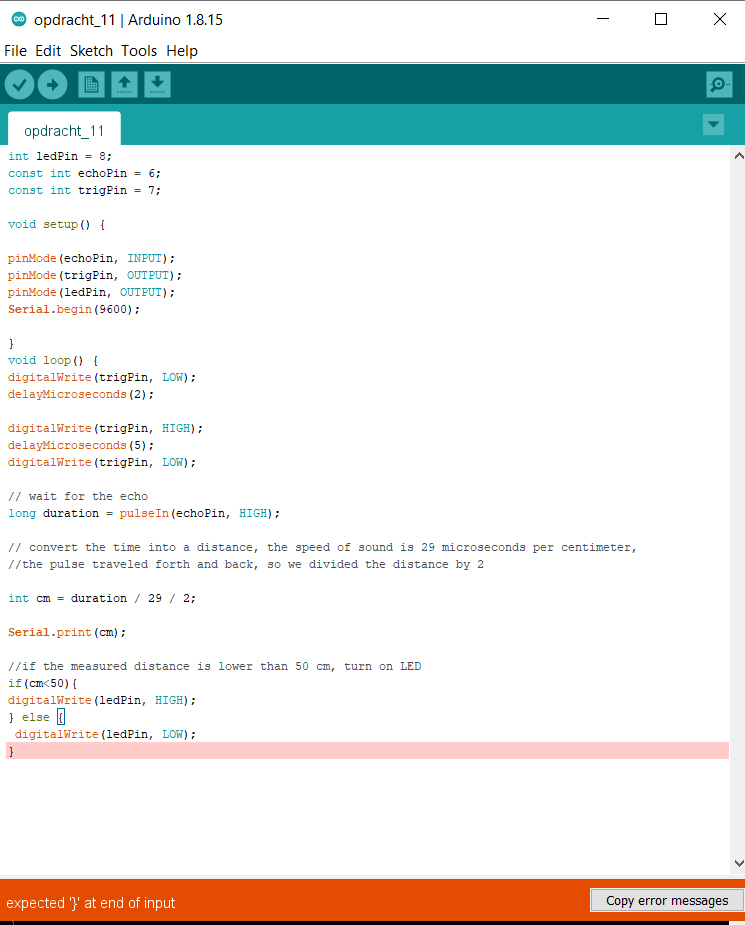 opdracht_11 | Arduino 1.8.15
File Edit Sketch Tools Help
opdracht_11
int ledPin = 8;
const int echoPin = 6;
const int trigPin = 7;
void setup() {
pinMode(echoPin, INPUT);
pinMode(trigPin, OUTPUT);
pinMode(ledPin, OUTPUT);
Serial.begin(9600);
}
void loop() {
digitalWrite(trigPin, LOW);
delayMicroseconds(2);
digitalWrite(trigPin, HIGH);
delayMicroseconds(5);
digitalWrite(trigPin, LOW);
// wait for the echo
long duration = pulseIn(echoPin, HIGH);
// convert the time into a distance, the speed of sound is 29 microseconds per centimeter,
//the pulse traveled forth and back, so we divided the distance by 2
int cm = duration / 29 / 2;
Serial.print(cm);
//if the measured distance is lower than 50 cm, turn on LED
if(cm<50){
digitalWrite(ledPin, HIGH);
} else {
digitalWrite(ledPin, LOW);
}
expected '}' at end of input
Copy error messages